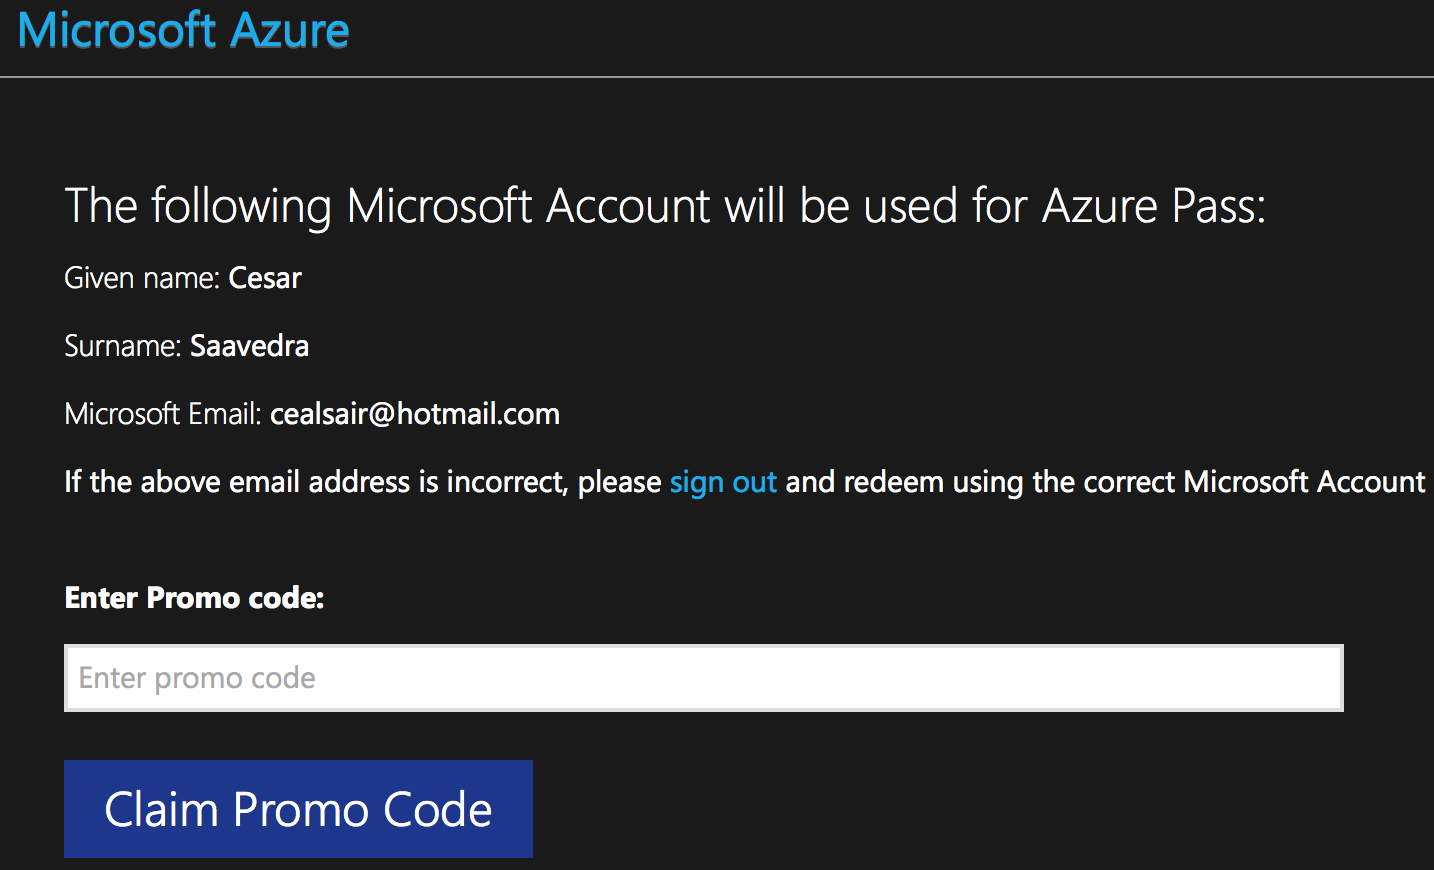 Microsoft Azure
The following Microsoft Account will be used for Azure Pass:
Given name: Cesar
Surname: Saavedra
Microsoft Email: cealsair@hotmail.com
If the above email address is incorrect, please sign out and redeem using the correct Microsoft Account
Enter Promo code:
Enter promo code
Claim Promo Code